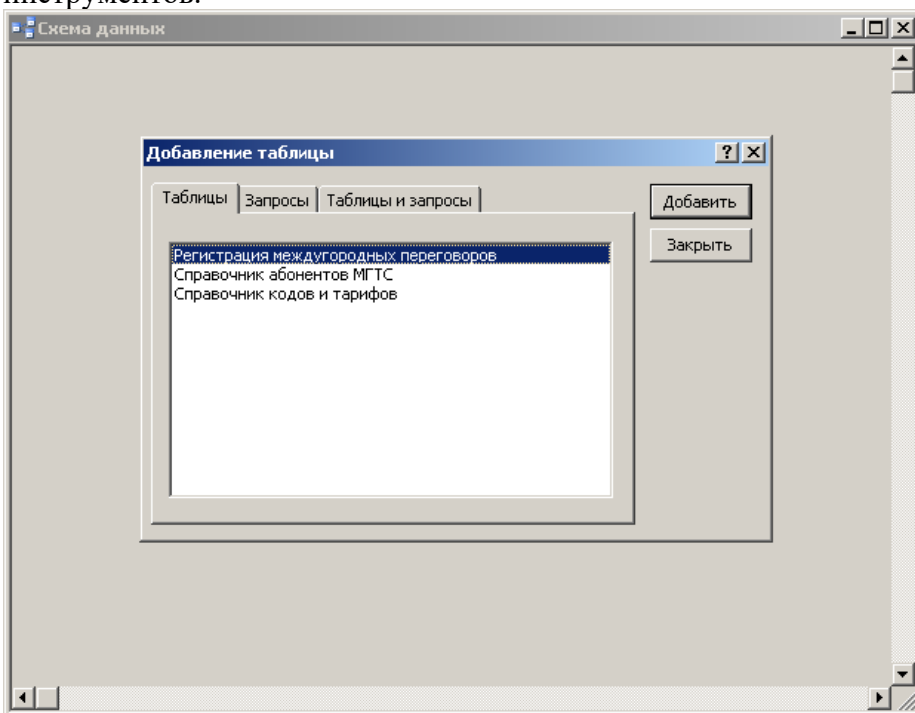 инструментов.
Схема данных
Добавление таблицы
Таблицы Запросы Таблицы и запросы
Добавить
Закрыть
Регистрация междугородных переговоров
Справочник абонентов МГТС
Справочник кодов и тарифов